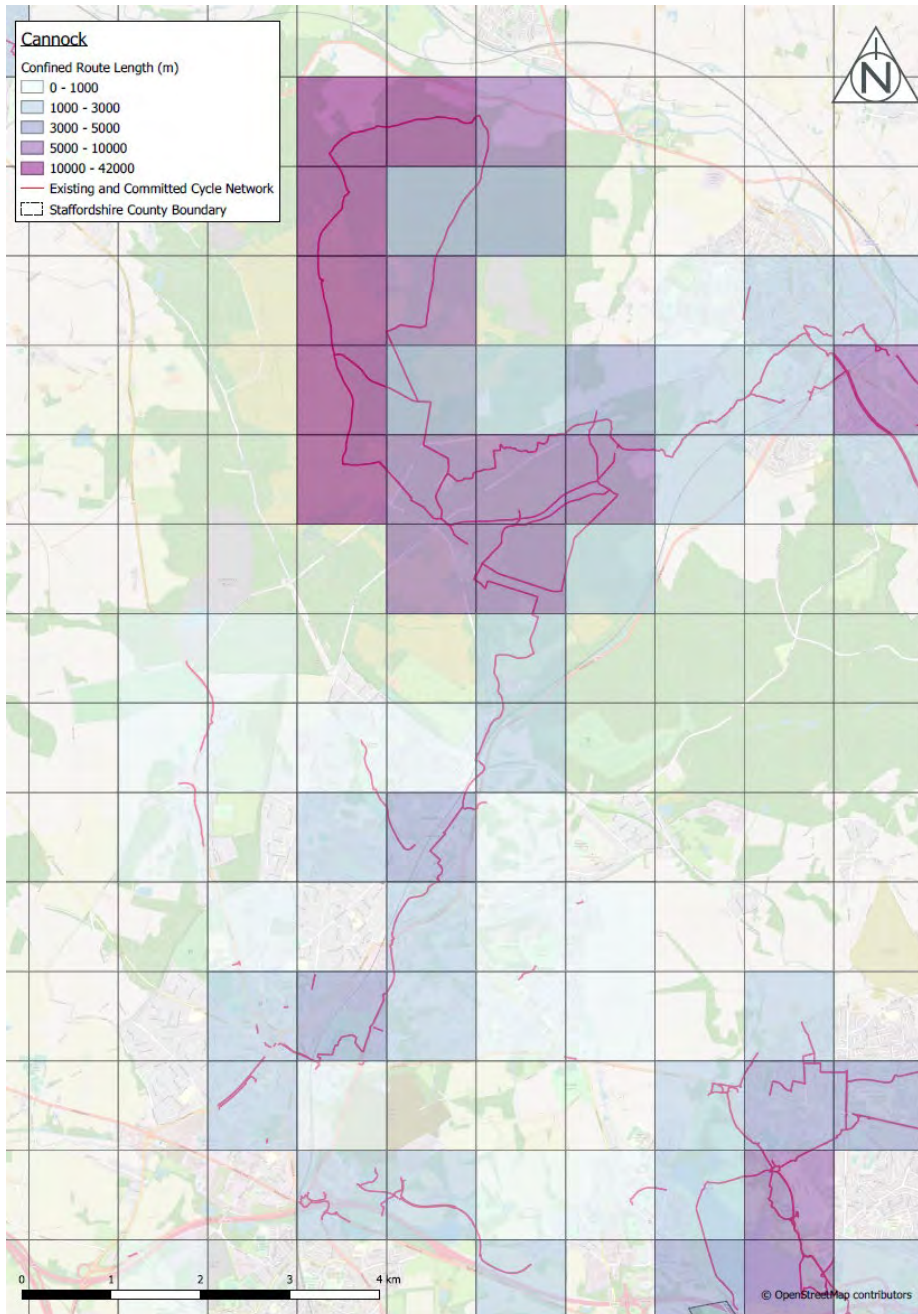 Cannock
Confined Route Length (m)
0 - 1000
1000 - 3000
3000 - 5000
5000 - 10000
10000 - 42000
Existing and Committed Cycle Network
Staffordshire County Boundary
N
0 1 2 3 4 km
© OpenStreetMap contributors